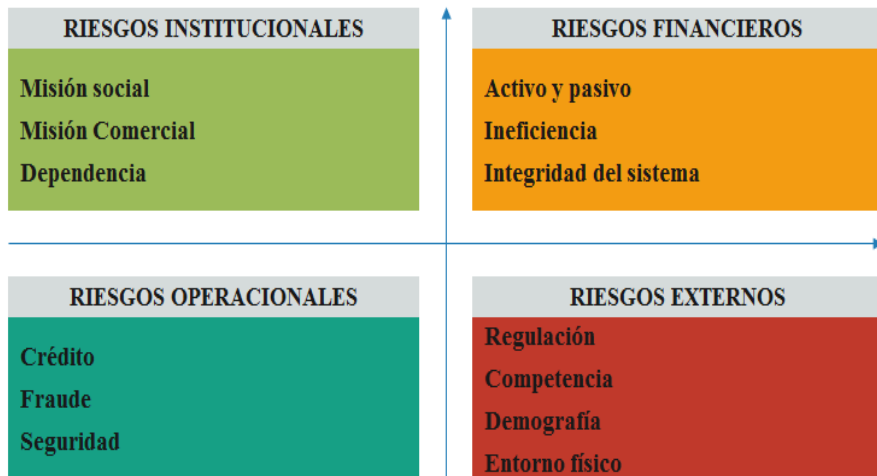 RIESGOS INSTITUCIONALES
Misión social
Misión Comercial
Dependencia
RIESGOS FINANCIEROS
Activo y pasivo
Ineficiencia
Integridad del sistema
RIESGOS OPERACIONALES
Crédito
Fraude
Seguridad
RIESGOS EXTERNOS
Regulación
Competencia
Demografía
Entorno físico